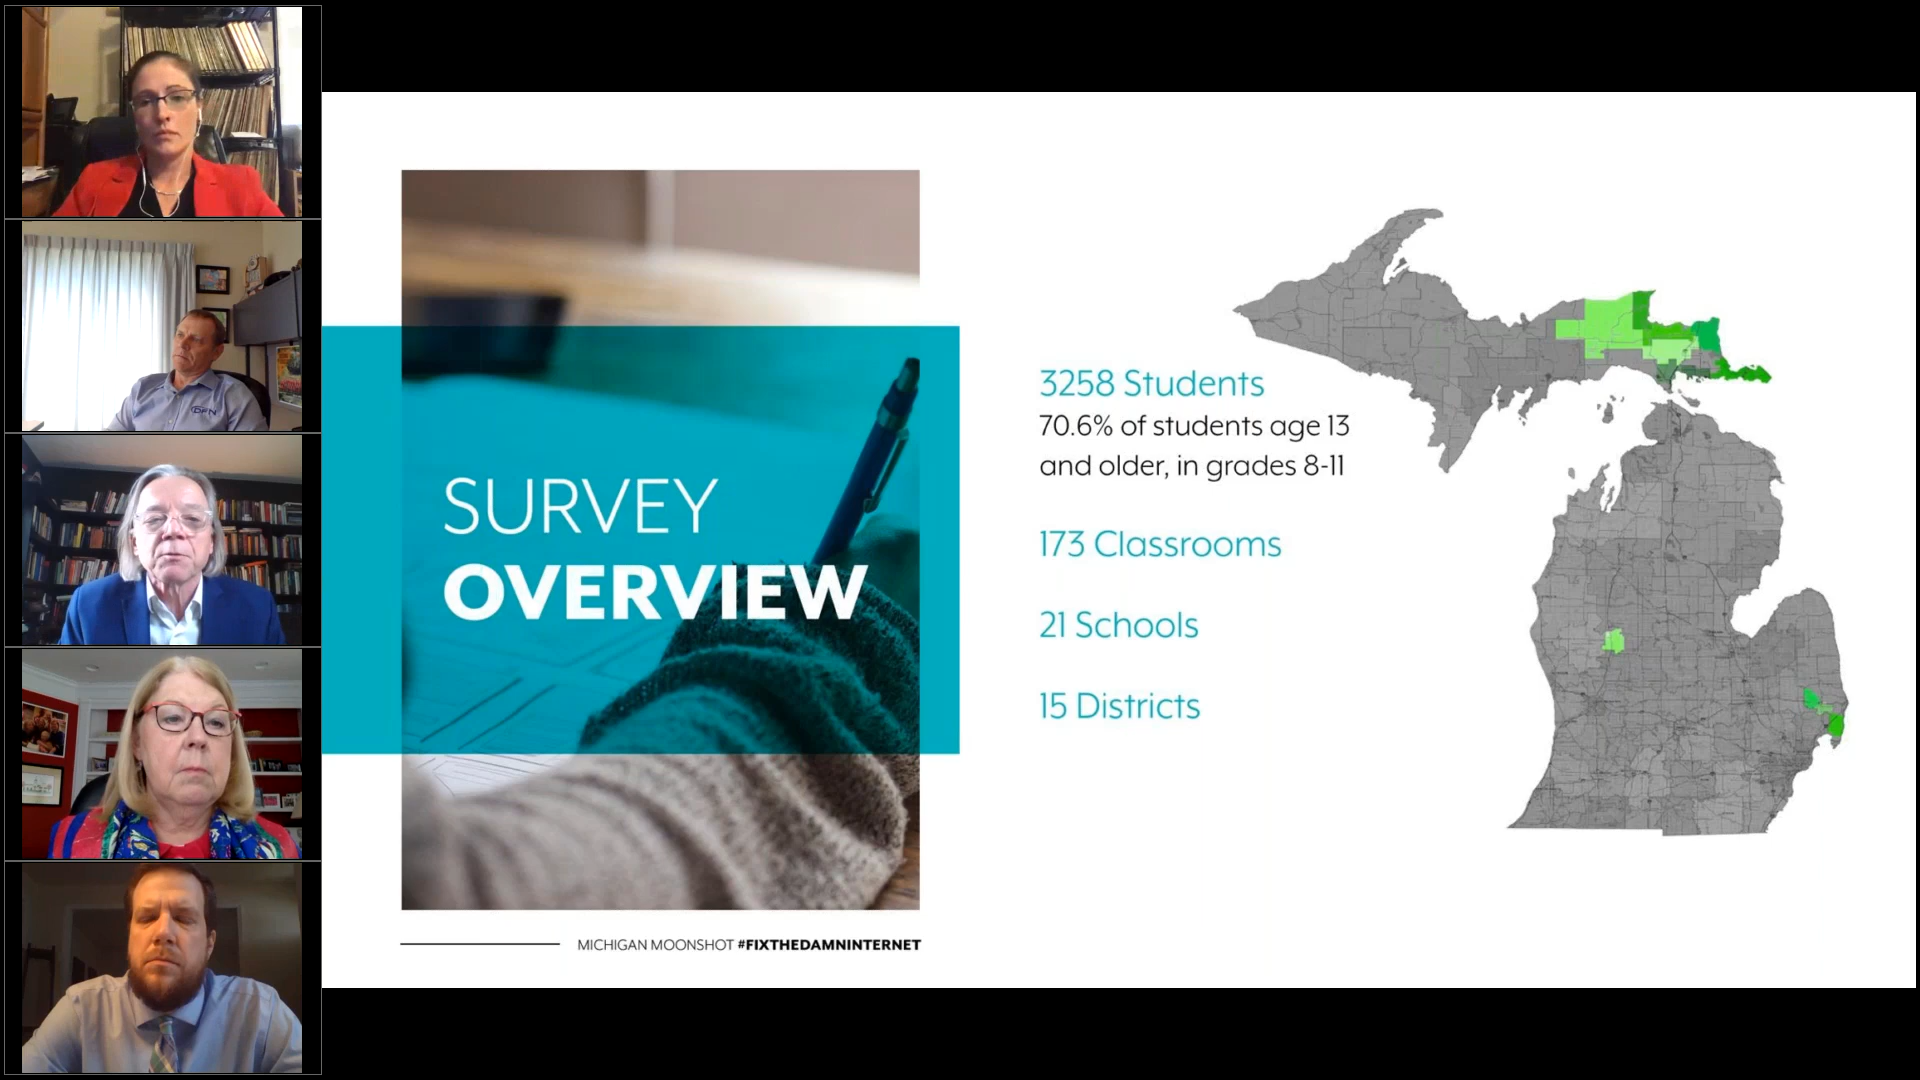 DFN
SURVEY
OVERVIEW
3258 Students
70.6% of students age 13
and older, in grades 8-11
173 Classrooms
21 Schools
15 Districts
MICHIGAN MOONSHOT #FIXTHEDAMNINTERNET